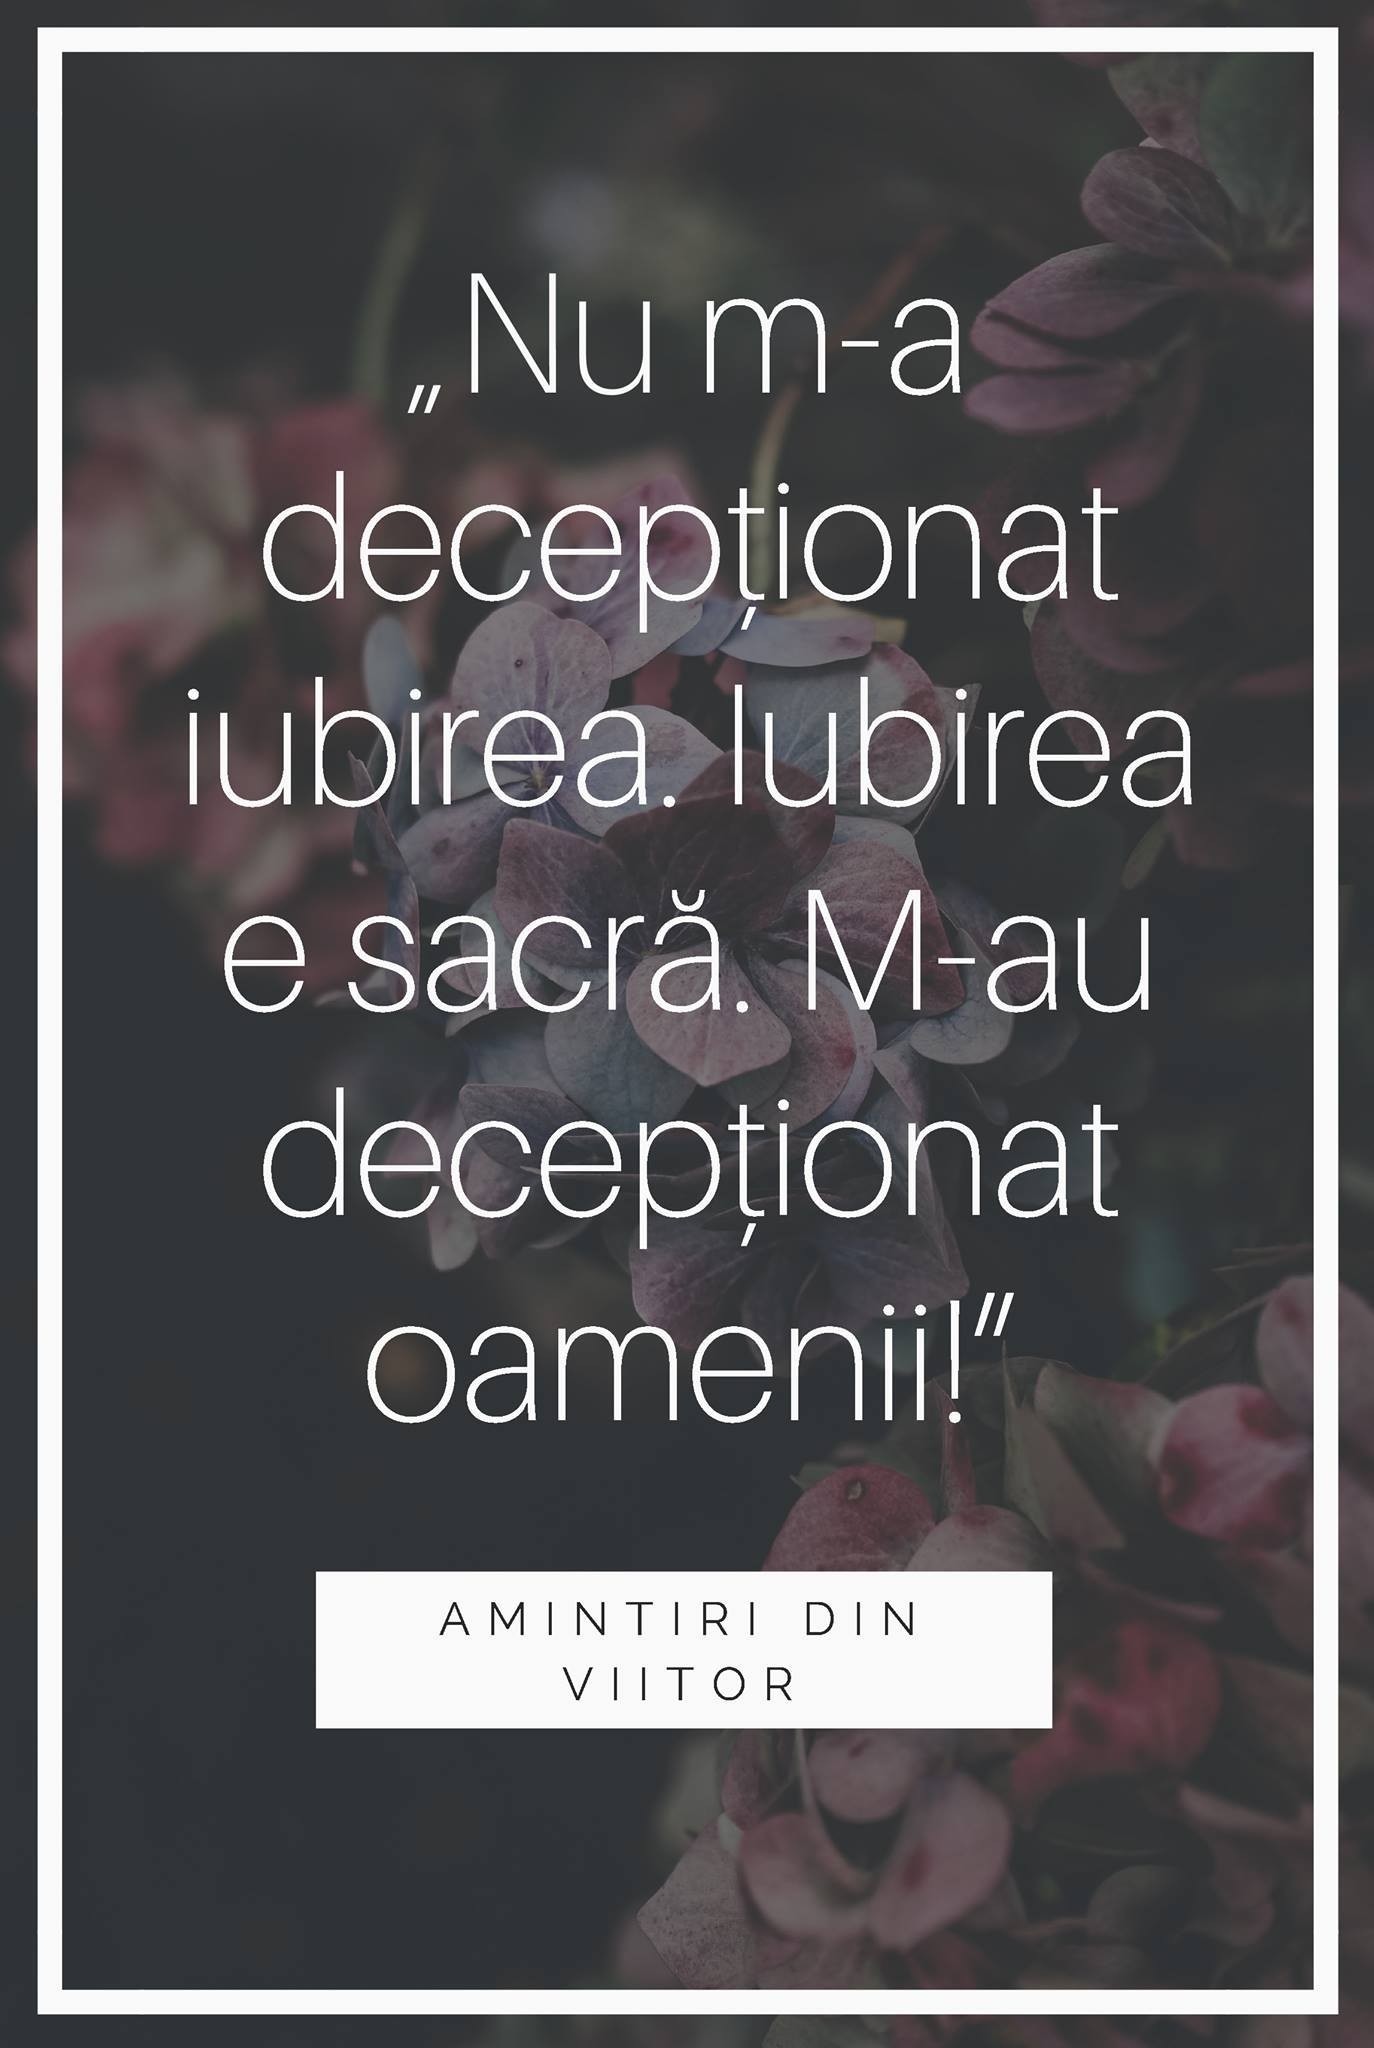 „Nu m-a
decepționat
iubirea. Iubirea
e sacră. M-au
decepționat
oamenii!”
AMINTIRI DIN
VIITOR